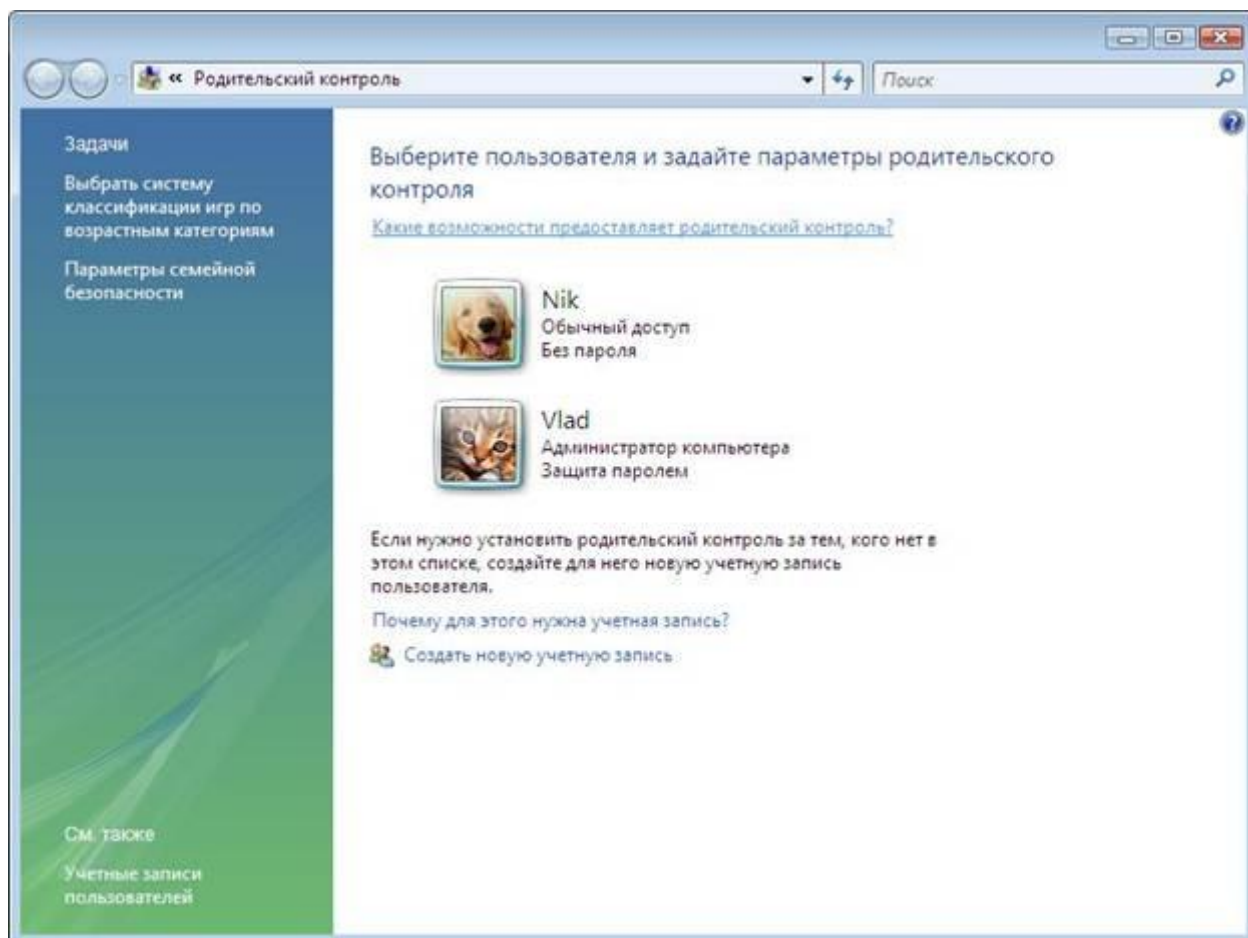 « Родительский контроль
Поиск
Задачи
Выбрать систему
классификации игр по
возрастным категориям
Параметры семейной
безопасности
Выберите пользователя и задайте параметры родительского
контроля
Какие возможности предоставляет родительский контроль?
Nik
Обычный доступ
Без пароля
Vlad
Администратор компьютера
Защита паролем
Если нужно установить родительский контроль за тем, кого нет в
этом списке, создайте для него новую учетную запись
пользователя.
Почему для этого нужна учетная запись?
Создать новую учетную запись
См. также
Учетные записи
пользователей